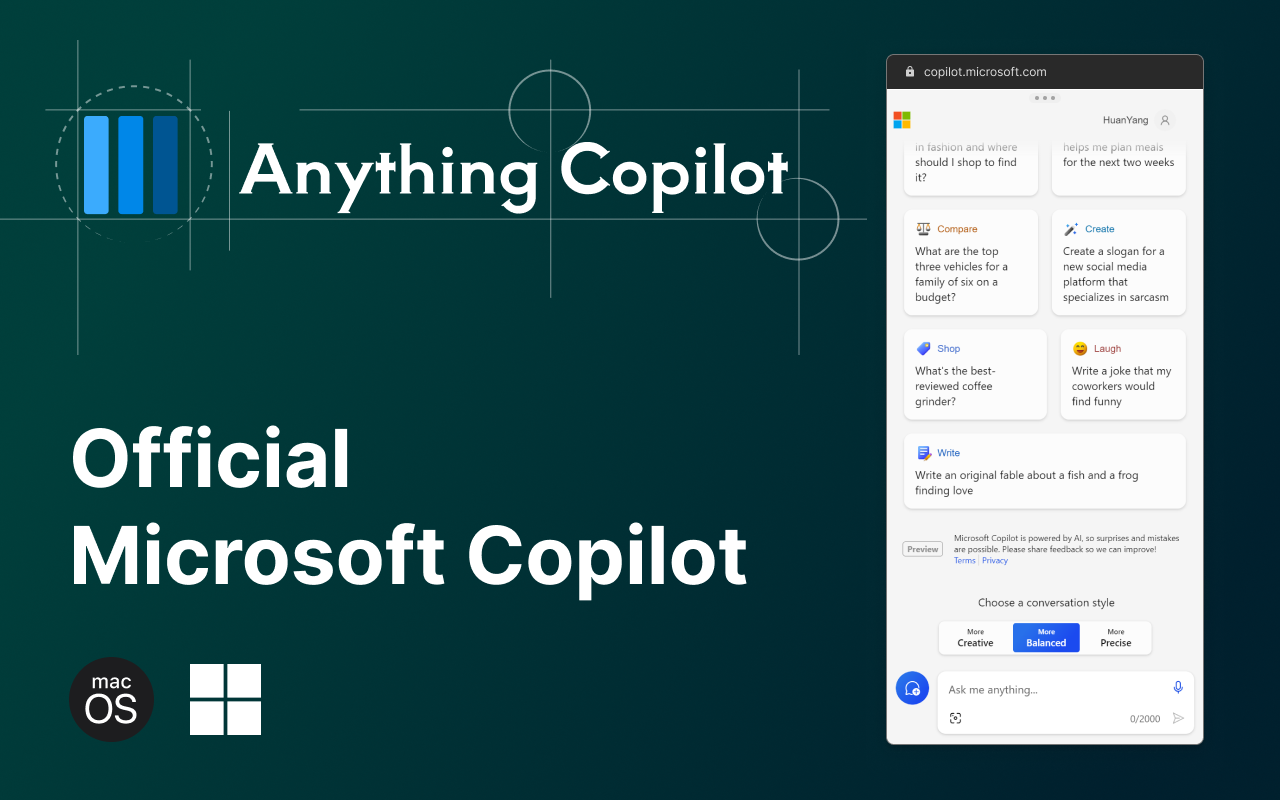 Anything Copilot
Official
Microsoft Copilot
mac
OS
copilot.microsoft.com
HuanYang
in fashion and where
should I shop to find
it?
helps me plan meals
for the next two weeks
Compare
What are the top
three vehicles for a
family of six on a
budget?
Create
Create a slogan for a
new social media
platform that
specializes in sarcasm
Shop
What's the best-
reviewed coffee
grinder?
Laugh
Write a joke that my
coworkers would
find funny
Write
Write an original fable about a fish and a frog
finding love
Preview
Microsoft Copilot is powered by AI, so surprises and mistakes
are possible. Please share feedback so we can improve!
Terms | Privacy
Choose a conversation style
More
Creative
More
Balanced
More
Precise
Ask me anything...
0/2000